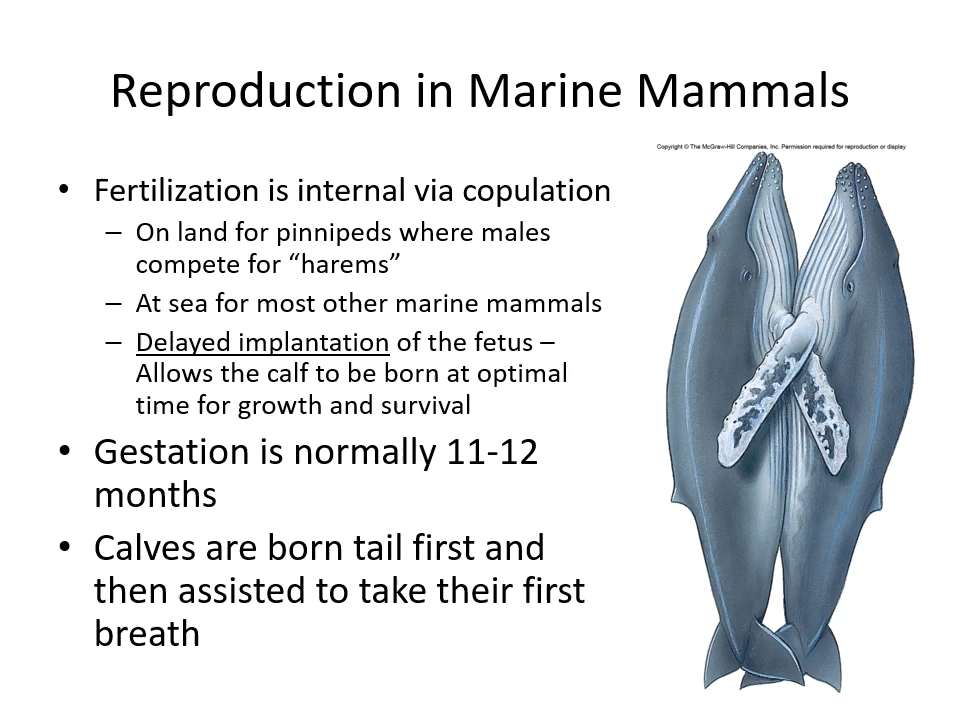 Reproduction in Marine Mammals
Copyright © The McGraw-Hill Companies, Inc. Permission required for reproduction or display
• Fertilization is internal via copulation
– On land for pinnipeds where males
compete for “harems”
– At sea for most other marine mammals
– Delayed implantation of the fetus –
Allows the calf to be born at optimal
time for growth and survival
• Gestation is normally 11-12
months
• Calves are born tail first and
then assisted to take their first
breath